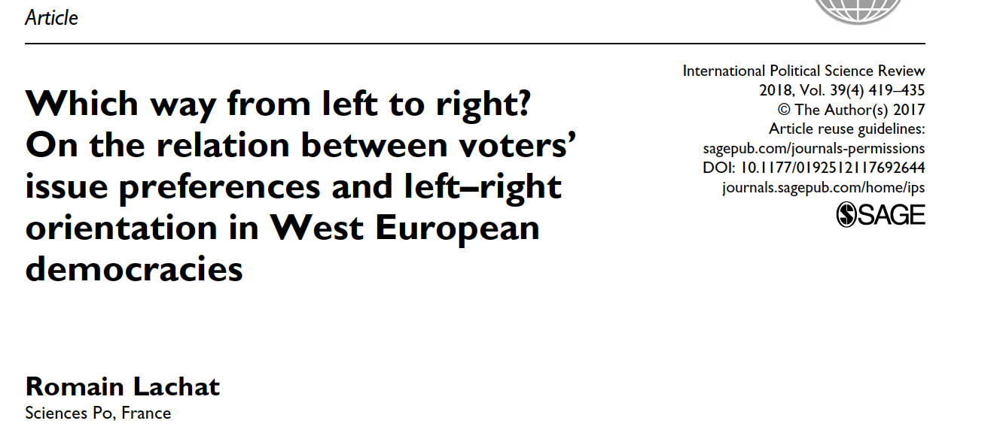 Article
International Political Science Review
2018, Vol. 39(4) 419–435
© The Author(s) 2017
Article reuse guidelines:
sagepub.com/journals-permissions
DOI: 10.1177/0192512117692644
journals.sagepub.com/home/ips
SAGE
Which way from left to right?
On the relation between voters’
issue preferences and left–right
orientation in West European
democracies
Romain Lachat
Sciences Po, France